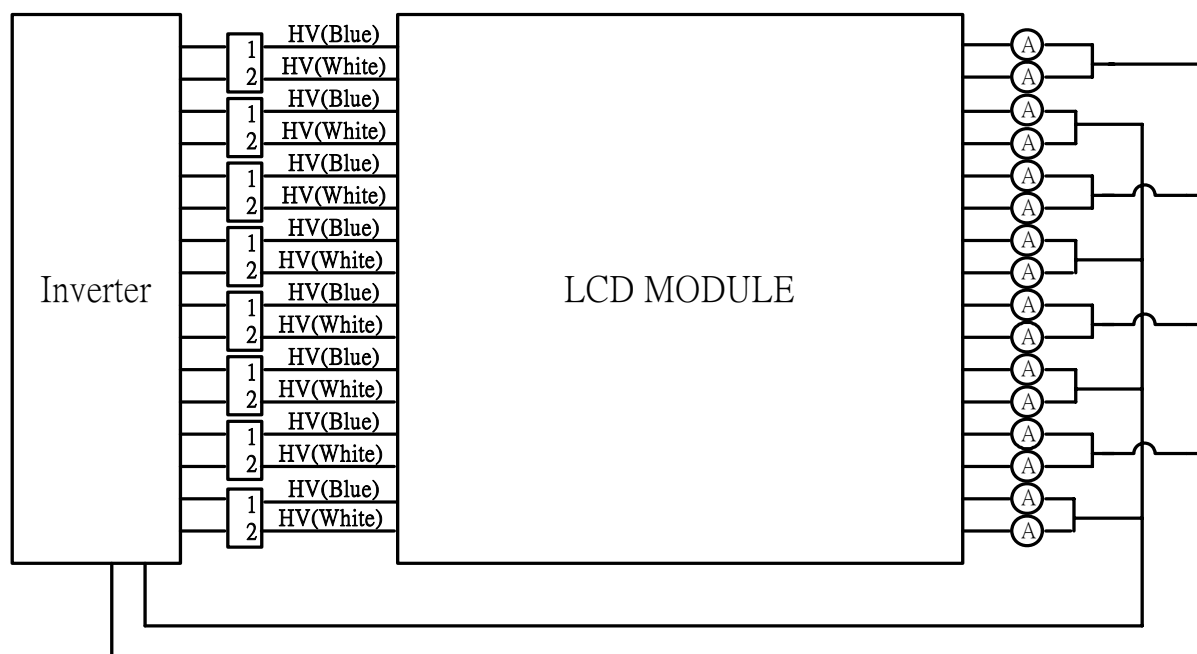 HV(Blue) A
1
HV(White) A
2
HV(Blue) A
1
HV(White) A
2
HV(Blue) A
1
HV(White) A
2
HV(Blue) A
1
HV(White) A
2
Inverter LCD MODULE
HV(Blue) A
1
HV(White) A
2
HV(Blue) A
1
HV(White) A
2
HV(Blue) A
1
HV(White) A
2
HV(Blue) A
1
HV(White) A
2